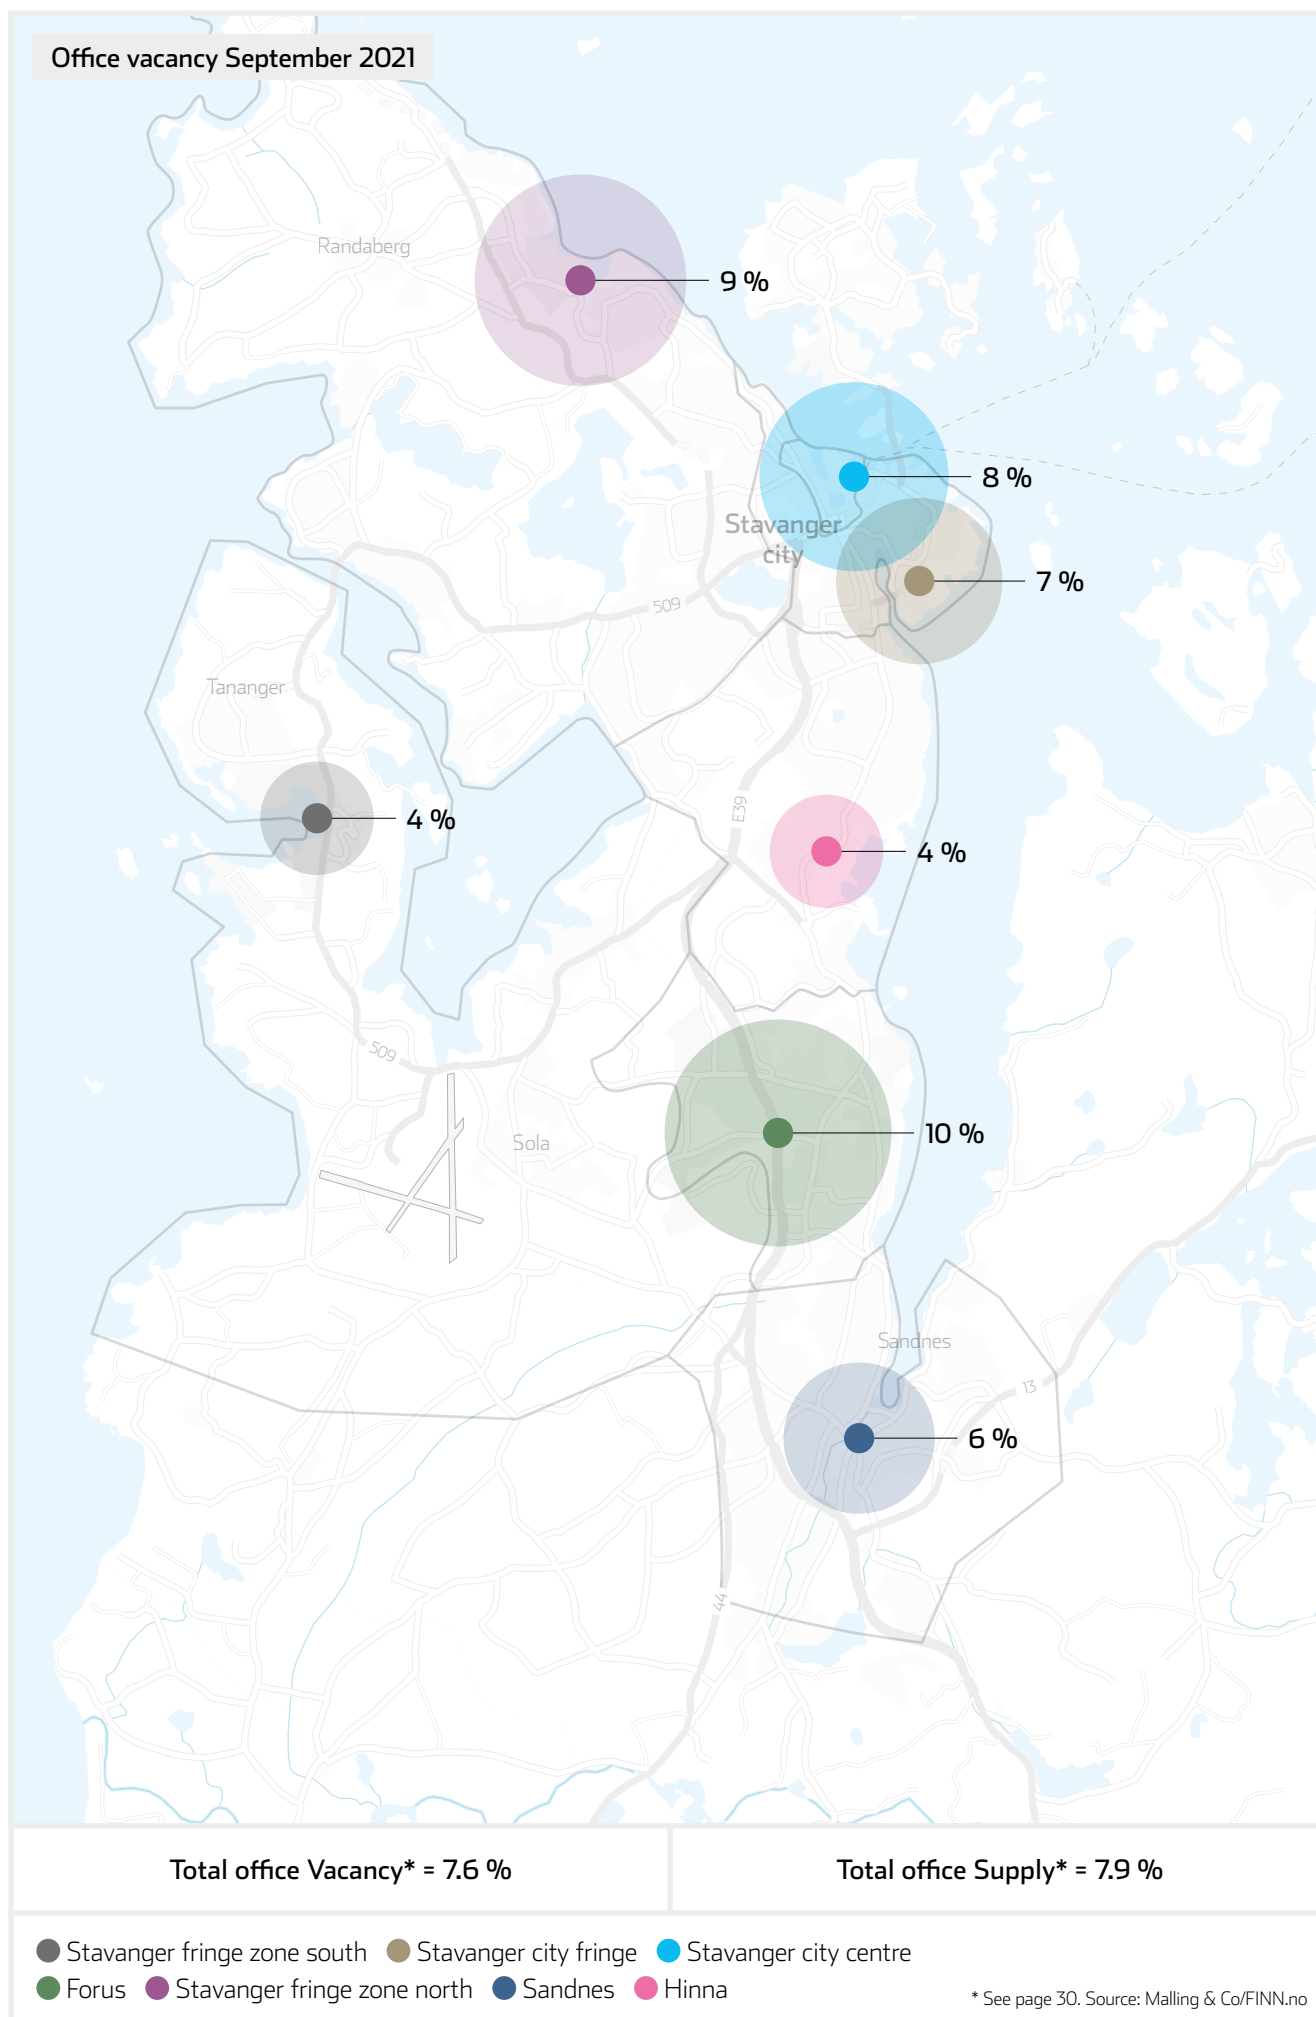 Office vacancy September 2021
Randaberg
9 %
8 %
Stavanger
city
7 %
509
Tananger
E39
4 %
4 %
509
10 %
Sola
Sandnes
13
6 %
44
Total office Vacancy* = 7.6 %
Total office Supply* = 7.9 %
Stavanger fringe zone south Stavanger city fringe Stavanger city centre
Forus Stavanger fringe zone north Sandnes Hinna
* See page 30. Source: Malling & Co/FINN.no